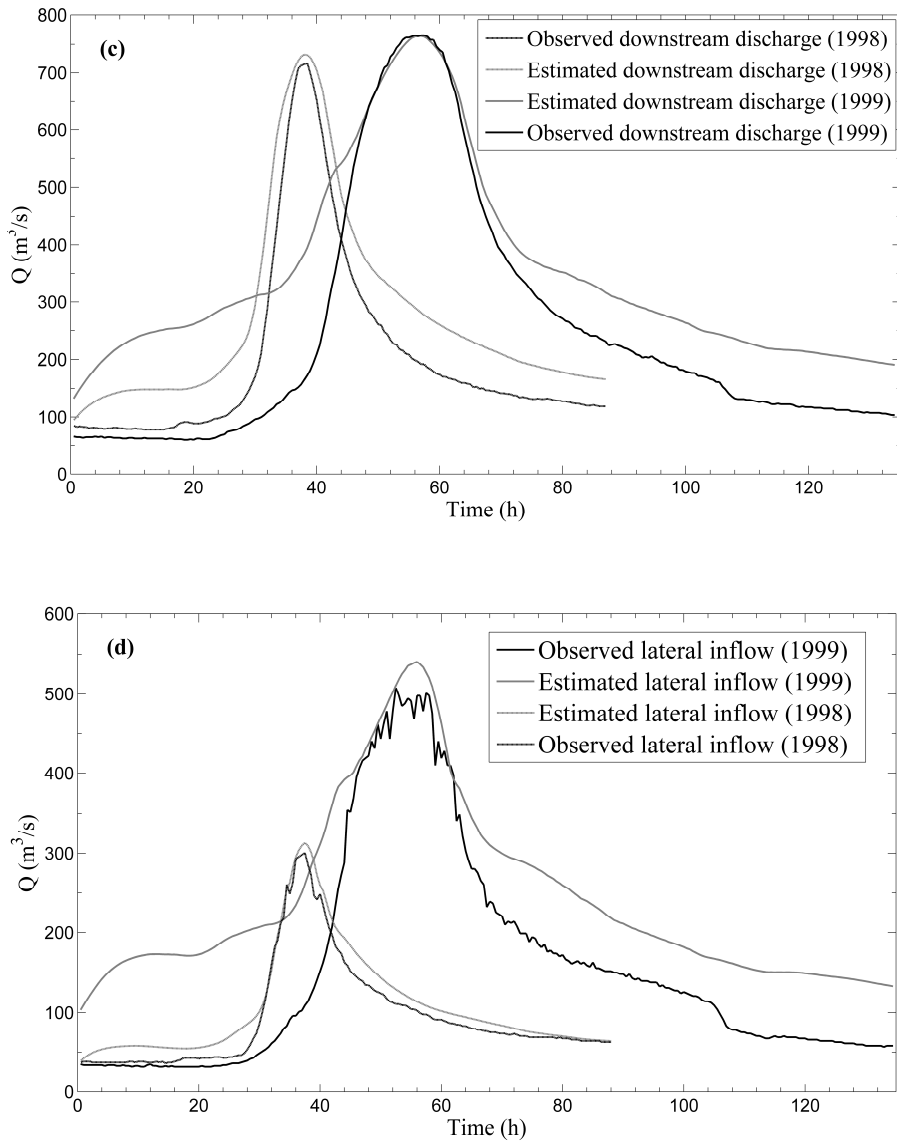 800
700
600
500
400
300
200
100
0
Q (m³/s)
(c)
Observed downstream discharge (1998)
Estimated downstream discharge (1998)
Estimated downstream discharge (1999)
Observed downstream discharge (1999)
0 20 40 60 80 100 120
Time (h)
600
500
400
300
200
100
0
Q (m³/s)
(d)
Observed lateral inflow (1999)
Estimated lateral inflow (1999)
Estimated lateral inflow (1998)
Observed lateral inflow (1998)
0 20 40 60 80 100 120
Time (h)